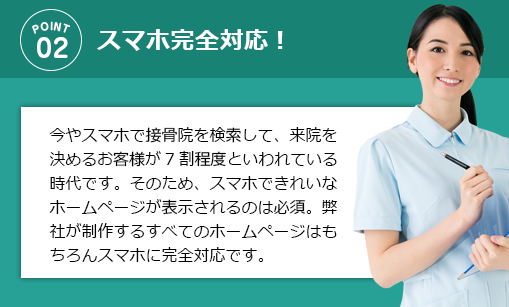 POINT
02
スマホ完全対応！
今やスマホで接骨院を検索して、来院を
決めるお客様が7割程度といわれている
時代です。そのため、スマホできれいな
ホームページが表示されるのは必須。弊
社が制作するすべてのホームページはも
ちろんスマホに完全対応です。